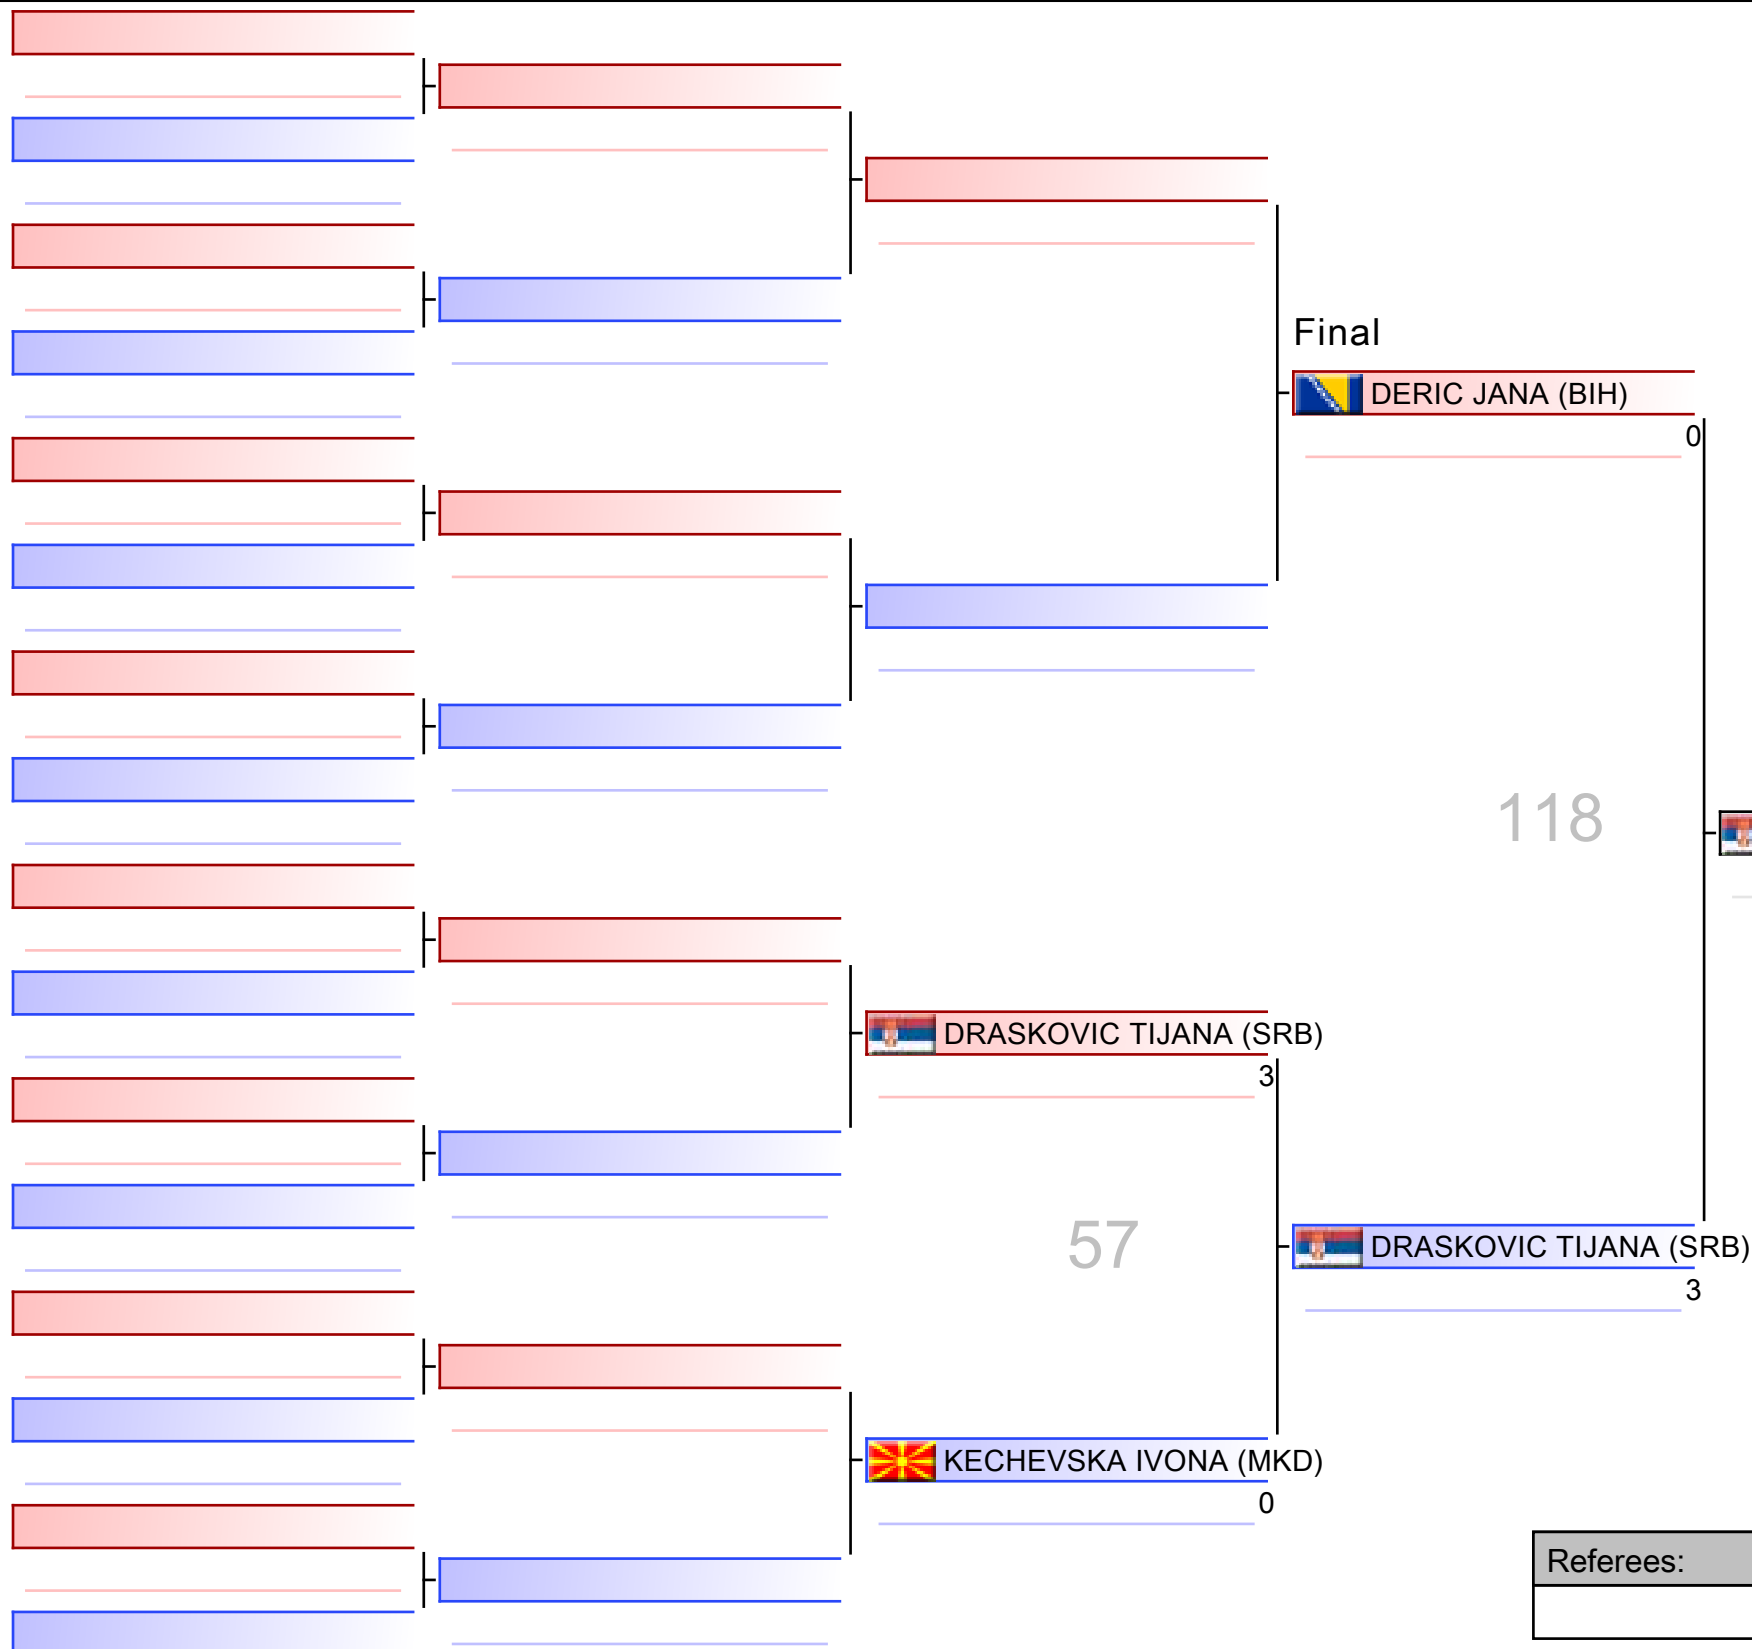 Final
DERIC JANA (BIH)
0
118
DRASKOVIC TIJANA (SRB)
3
57
DRASKOVIC TIJANA (SRB)
3
KECHEVSKA IVONA (MKD)
0
Referees: